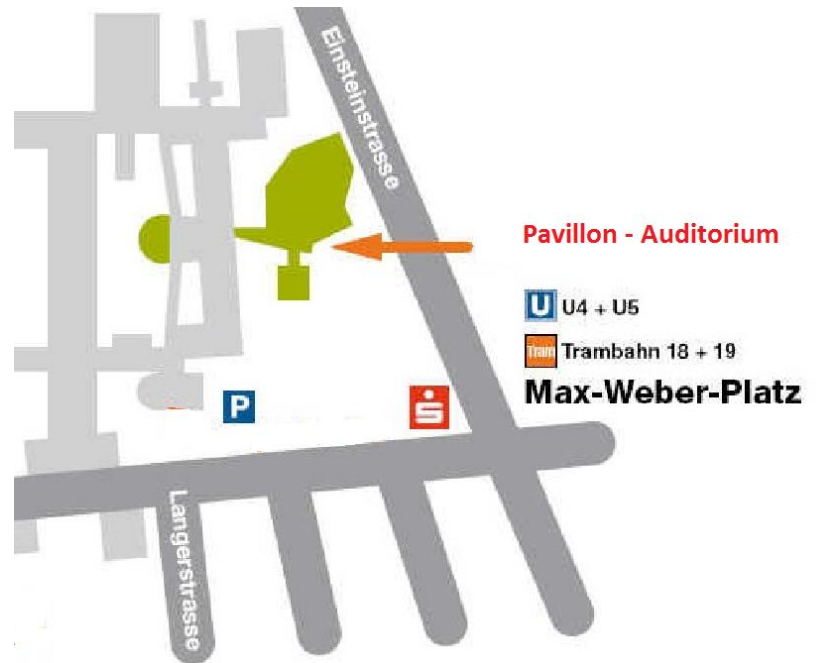 Einsteinstrasse
Pavillon - Auditorium
U U4 + U5
Tram Trambahn 18 + 19
Max-Weber-Platz
P
Langerstrasse